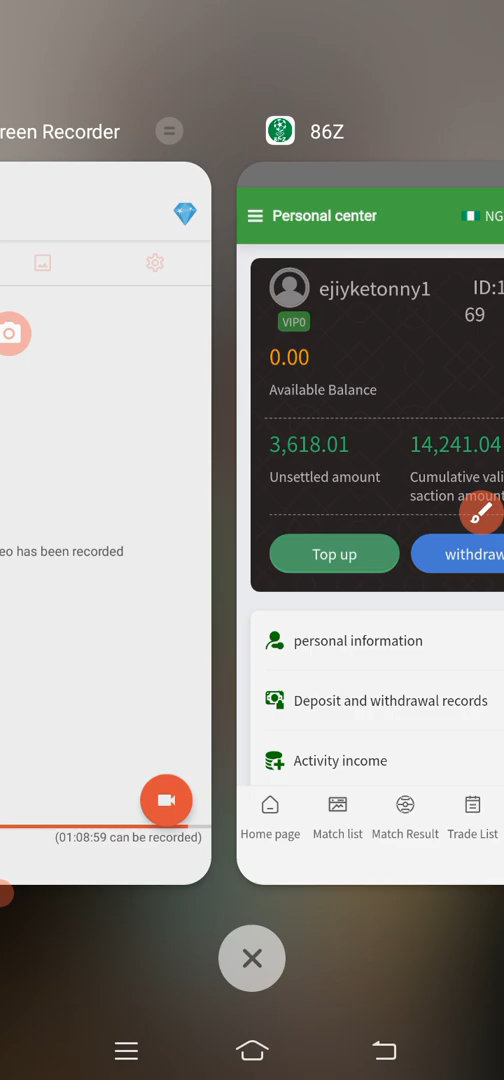 reen Recorder
86Z
Personal center
NG
ejiyketonny1
ID:1
69
VIP0
0.00
Available Balance
3,618.01
14,241.04
Unsettled amount
Cumulative vali
saction amount
Top up
withdraw
eo has been recorded
personal information
Deposit and withdrawal records
Activity income
(01:08:59 can be recorded)
Home page
Match list
Match Result
Trade List